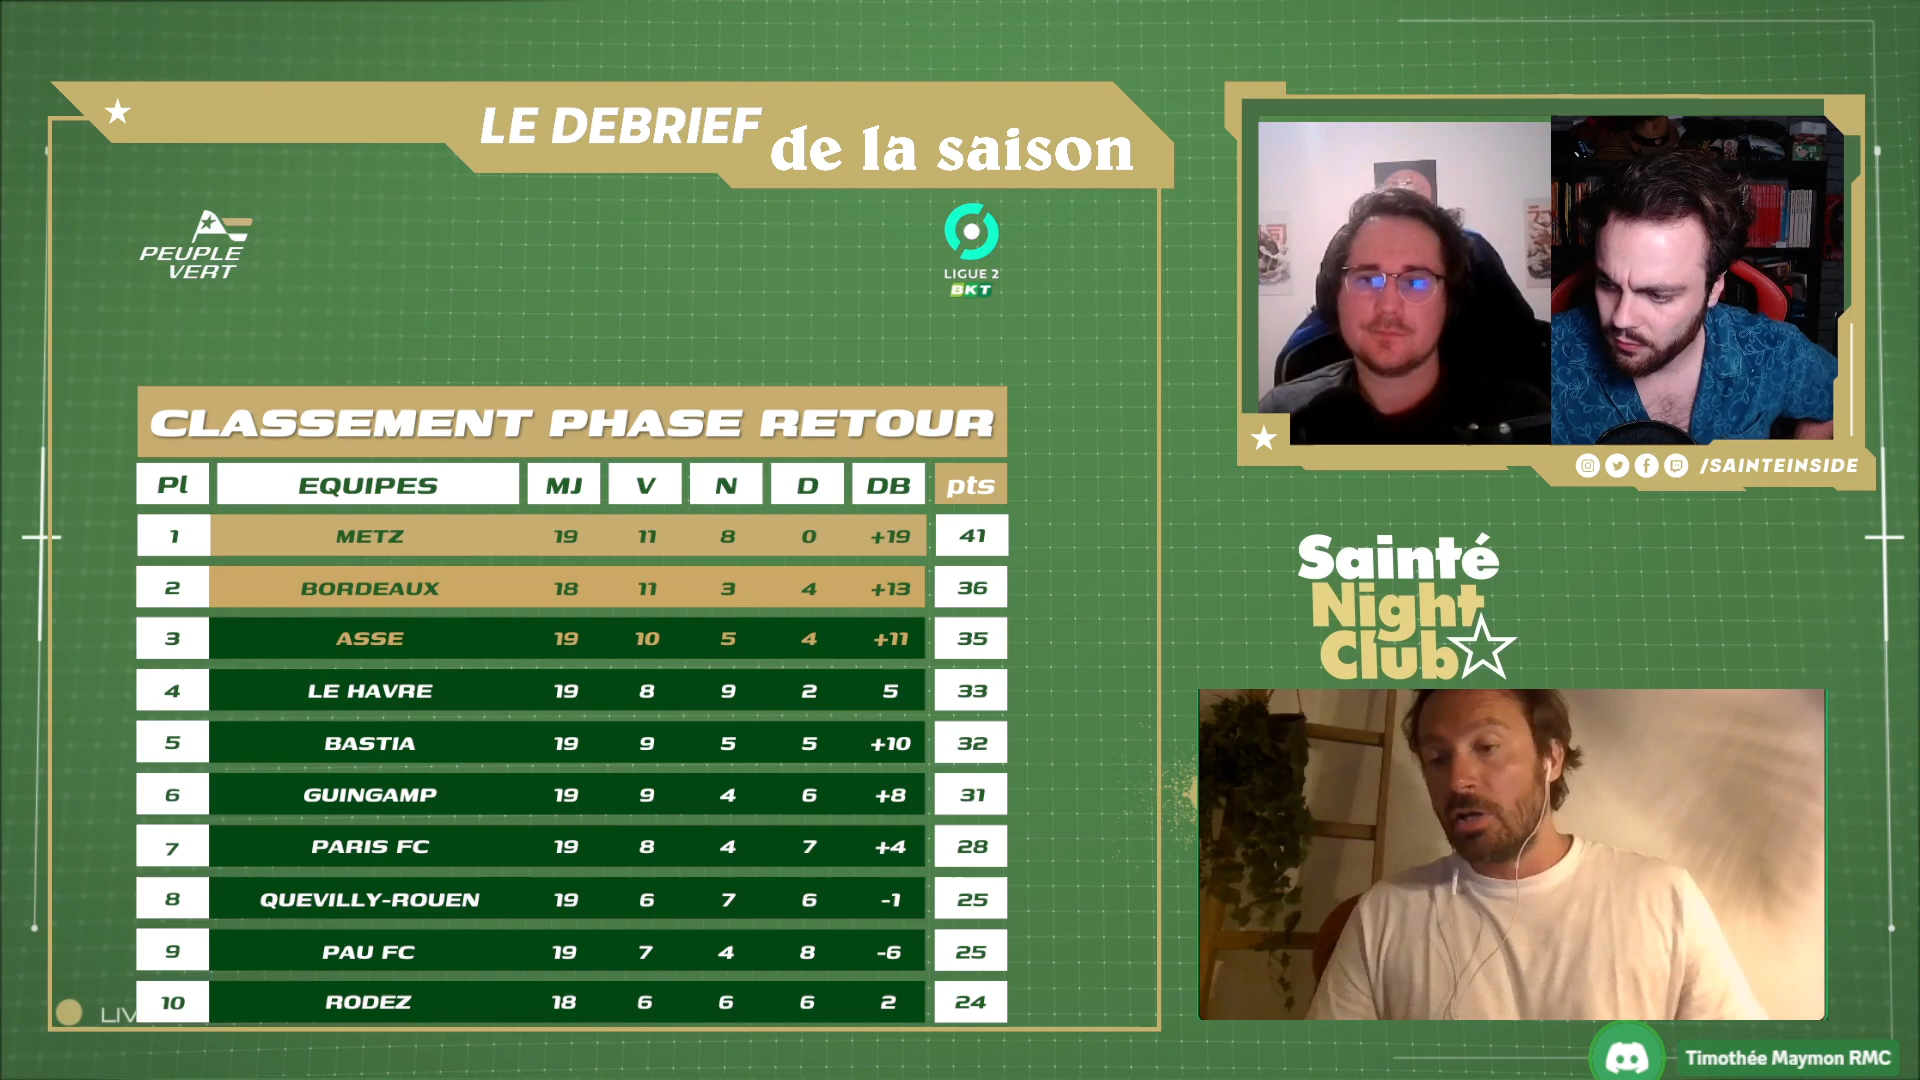 LE DEBRIEF
de la saison
PEUPLE
VERT
LIGUE 2
BKT
CLASSEMENT PHASE RETOUR
Pl EQUIPES MJ V N D DB pts
1 METZ 19 11 8 0 +19 41
2 BORDEAUX 18 11 3 4 +13 36
3 ASSE 19 10 5 4 +11 35
4 LE HAVRE 19 8 9 2 5 33
5 BASTIA 19 9 5 5 +10 32
6 GUINGAMP 19 9 4 6 +8 31
7 PARIS FC 19 8 4 7 +4 28
8 QUEVILLY-ROUEN 19 6 7 6 -1 25
9 PAU FC 19 7 4 8 -6 25
10 RODEZ 18 6 6 6 2 24
LIV
/SAINTEINSIDE
Sainté
Night
Club
Timothée Maymon RMC